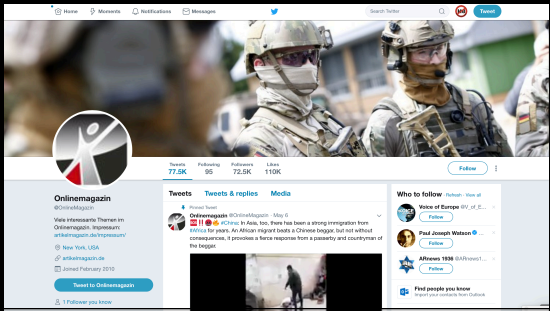 Home Moments Notifications Messages Search Twitter Tweet
Tweets Following Followers Likes
77.5K 95 72.5K 110K Follow
Onlinemagazin
@OnlineMagazin
Viele interessante Themen im
Onlinemagazin. Impressum:
artikelmagazin.de/impressum/
New York, USA
artikelmagazin.de
Joined February 2010
Tweet to Onlinemagazin
1 Follower you know
Tweets Tweets & replies Media
Pinned Tweet
Onlinemagazin @OnlineMagazin · May 6
#China: In Asia, too, there has been a strong immigration from
#Africa for years. An African migrant beats a Chinese beggar, but not without
consequences, it provokes a fierce response from a passerby and countryman of
the beggar.
Who to follow · Refresh · View all
Voice of Europe @V_of_E...
Follow
Paul Joseph Watson
Follow
ARnews 1936 @ARnews1...
Follow
Find people you know
Import your contacts from Outlook